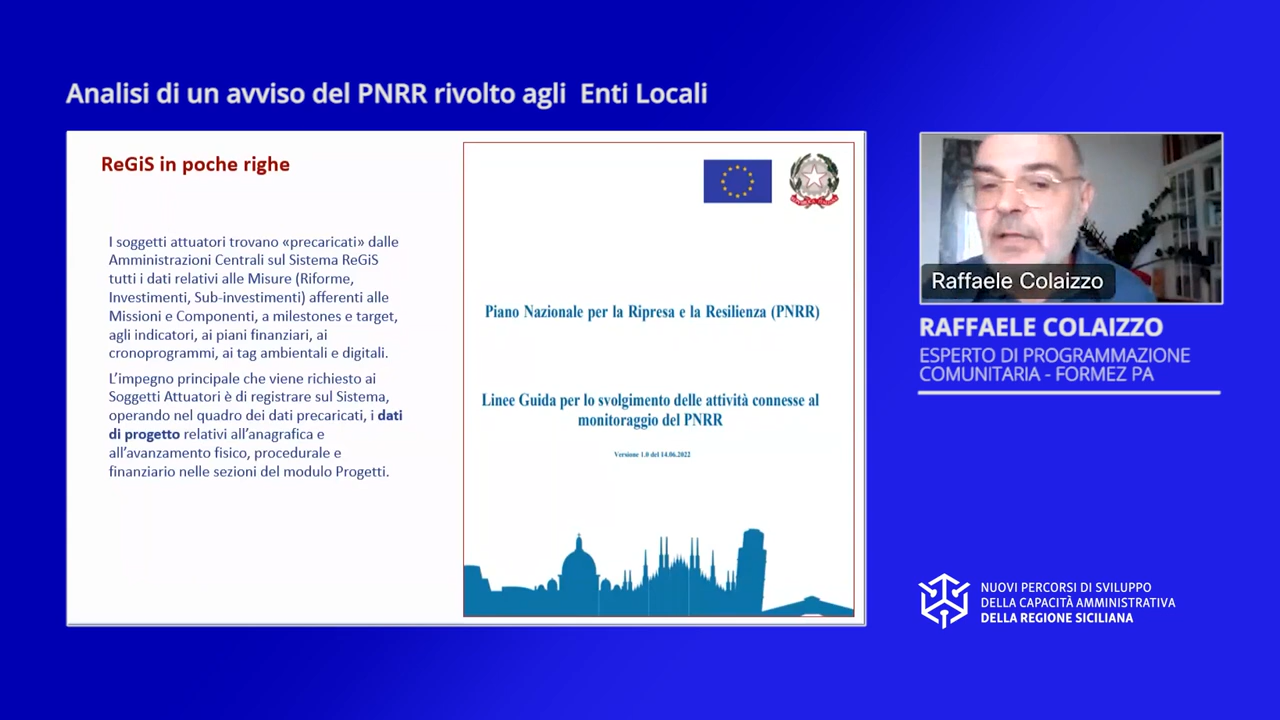 Analisi di un avviso del PNRR rivolto agli Enti Locali
ReGiS in poche righe
I soggetti attuatori trovano «precaricati» dalle
Amministrazioni Centrali sul Sistema ReGiS
tutti i dati relativi alle Misure (Riforme,
Investimenti, Sub-investimenti) afferenti alle
Missioni e Componenti, a milestones e target,
agli indicatori, ai piani finanziari, ai
cronoprogrammi, ai tag ambientali e digitali.
L'impegno principale che viene richiesto ai
Soggetti Attuatori è di registrare sul Sistema,
operando nel quadro dei dati precaricati, i dati
di progetto relativi all'anagrafica e
all'avanzamento fisico, procedurale e
finanziario nelle sezioni del modulo Progetti.
Piano Nazionale per la Ripresa e la Resilienza (PNRR)
Linee Guida per lo svolgimento delle attività connesse al
monitoraggio del PNRR
Versione 1.0 del 14.06.2022
Raffaele Colaizzo
RAFFAELE COLAIZZO
ESPERTO DI PROGRAMMAZIONE
COMUNITARIA - FORMEZ PA
NUOVI PERCORSI DI SVILUPPO
DELLA CAPACITÀ AMMINISTRATIVA
DELLA REGIONE SICILIANA